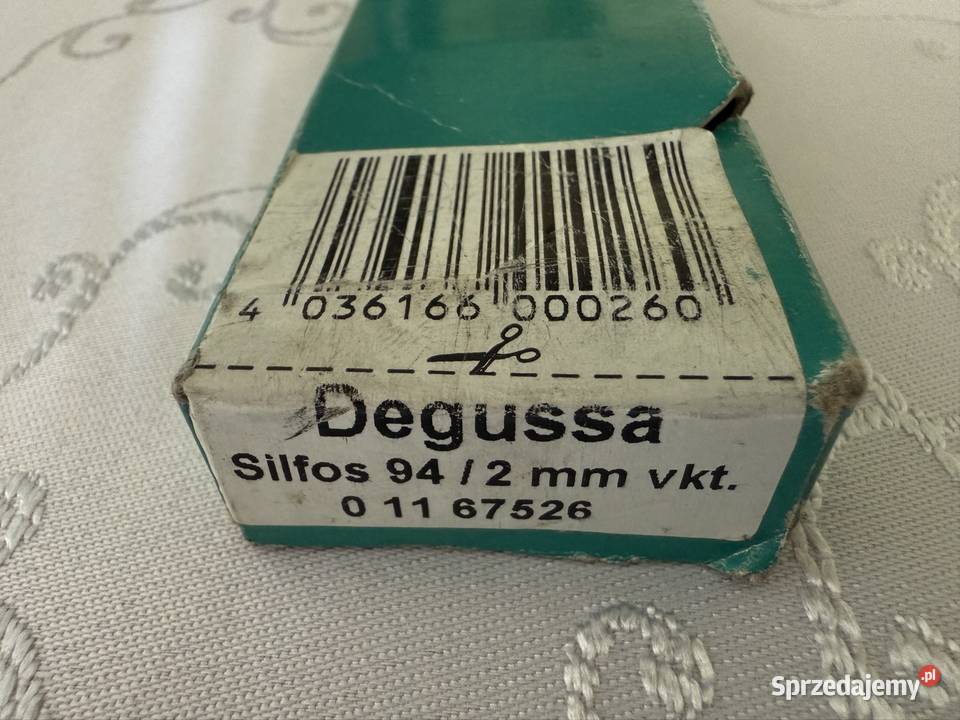 4 036166 000260
Degussa
Silfos 94 / 2 mm vkt.
0 11 67526
Sprzedajemy.pl